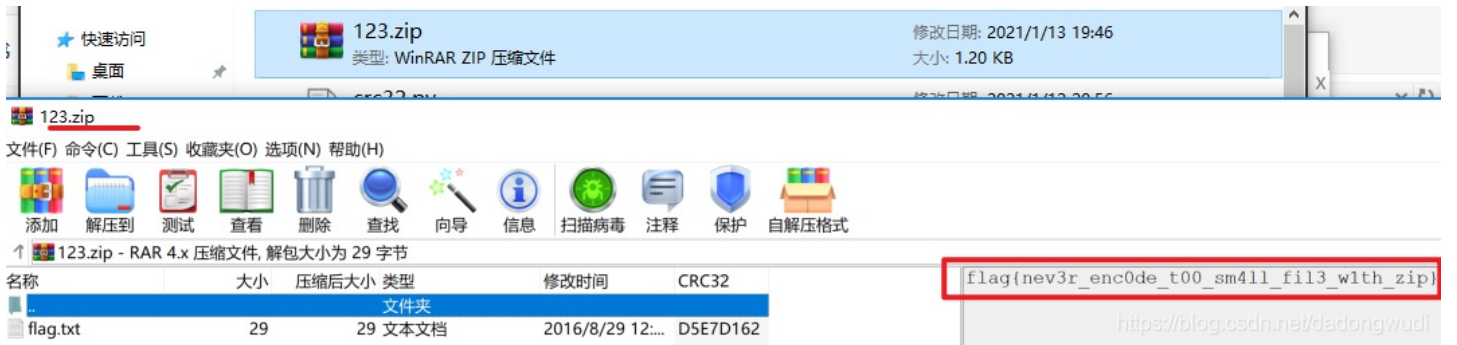 快速访问
123.zip
修改日期: 2021/1/13 19:46
类型: WinRAR ZIP 压缩文件
大小: 1.20 KB
桌面
X
123.zip
文件(F) 命令(C) 工具(S) 收藏夹(O) 选项(N) 帮助(H)
添加 解压到 测试 查看 删除 查找 向导 信息 扫描病毒 注释 保护 自解压格式
123.zip - RAR 4.x 压缩文件, 解包大小为 29 字节
名称 大小 压缩后大小 类型 修改时间 CRC32
flag{nev3r_enc0de_t00_sm4ll_fil3_w1th_zip}
.. 文件夹
flag.txt 29 29 文本文档 2016/8/29 12:... D5E7D162
https://blog.csdn.net/dadongwudi